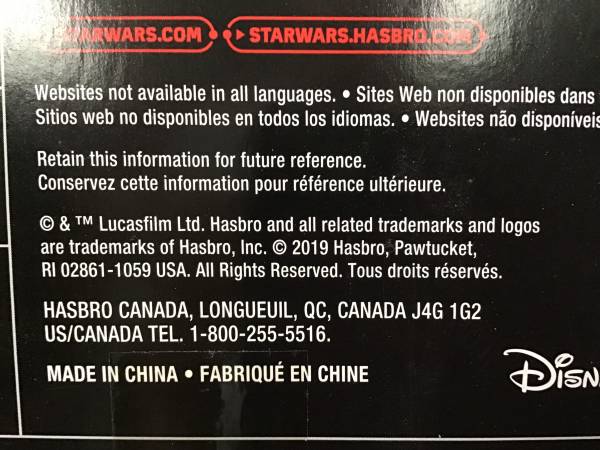 STARWARS.COM • • STARWARS.HASBRO.COM
Websites not available in all languages. • Sites Web non disponibles dans
Sitios web no disponibles en todos los idiomas. • Websites não disponíveis
Retain this information for future reference.
Conservez cette information pour référence ultérieure.
© & ™ Lucasfilm Ltd. Hasbro and all related trademarks and logos
are trademarks of Hasbro, Inc. © 2019 Hasbro, Pawtucket,
RI 02861-1059 USA. All Rights Reserved. Tous droits réservés.
HASBRO CANADA, LONGUEUIL, QC, CANADA J4G 1G2
US/CANADA TEL. 1-800-255-5516.
MADE IN CHINA • FABRIQUÉ EN CHINE
Disn